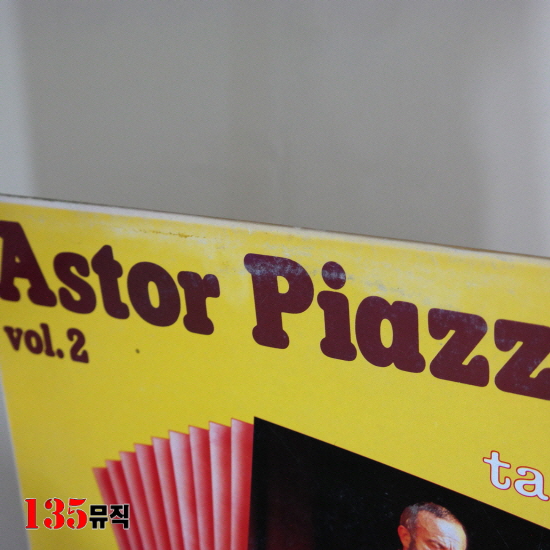 Astor Piazz
vol.2
ta
135뮤직